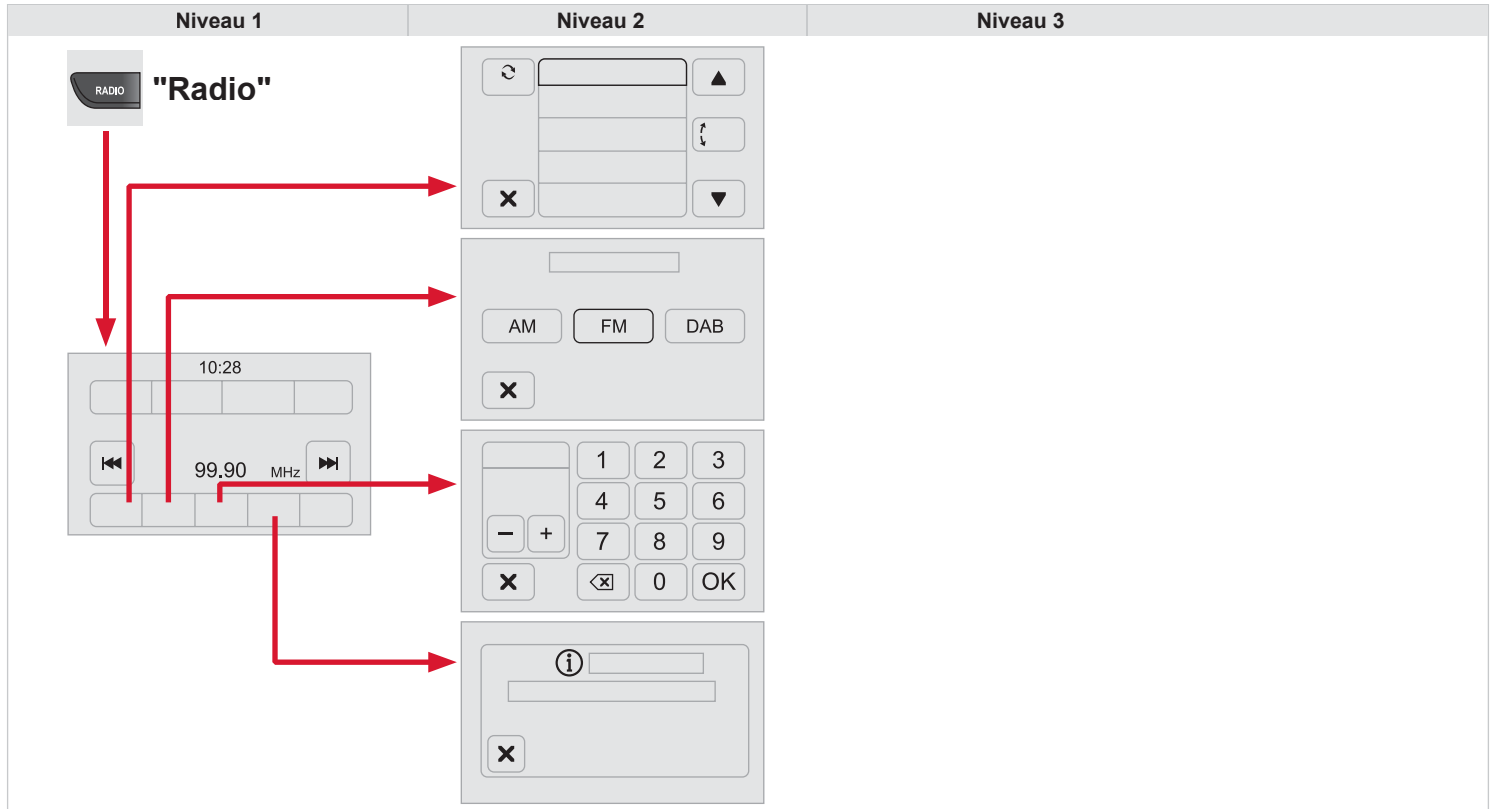 Niveau 1 Niveau 2 Niveau 3
RADIO "Radio"
AM FM DAB
10:28
99.90 MHz
1 2 3
4 5 6
- + 7 8 9
0 OK